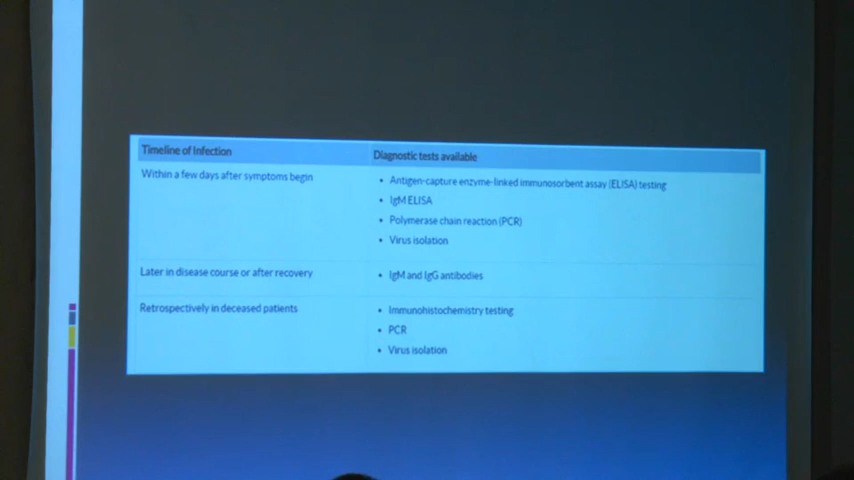 Timeline of Infection
Diagnostic tests available
Within a few days after symptoms begin
• Antigen-capture enzyme-linked immunosorbent assay (ELISA) testing
• IgM ELISA
• Polymerase chain reaction (PCR)
• Virus isolation
Later in disease course or after recovery
• IgM and IgG antibodies
Retrospectively in deceased patients
• Immunohistochemistry testing
• PCR
• Virus isolation